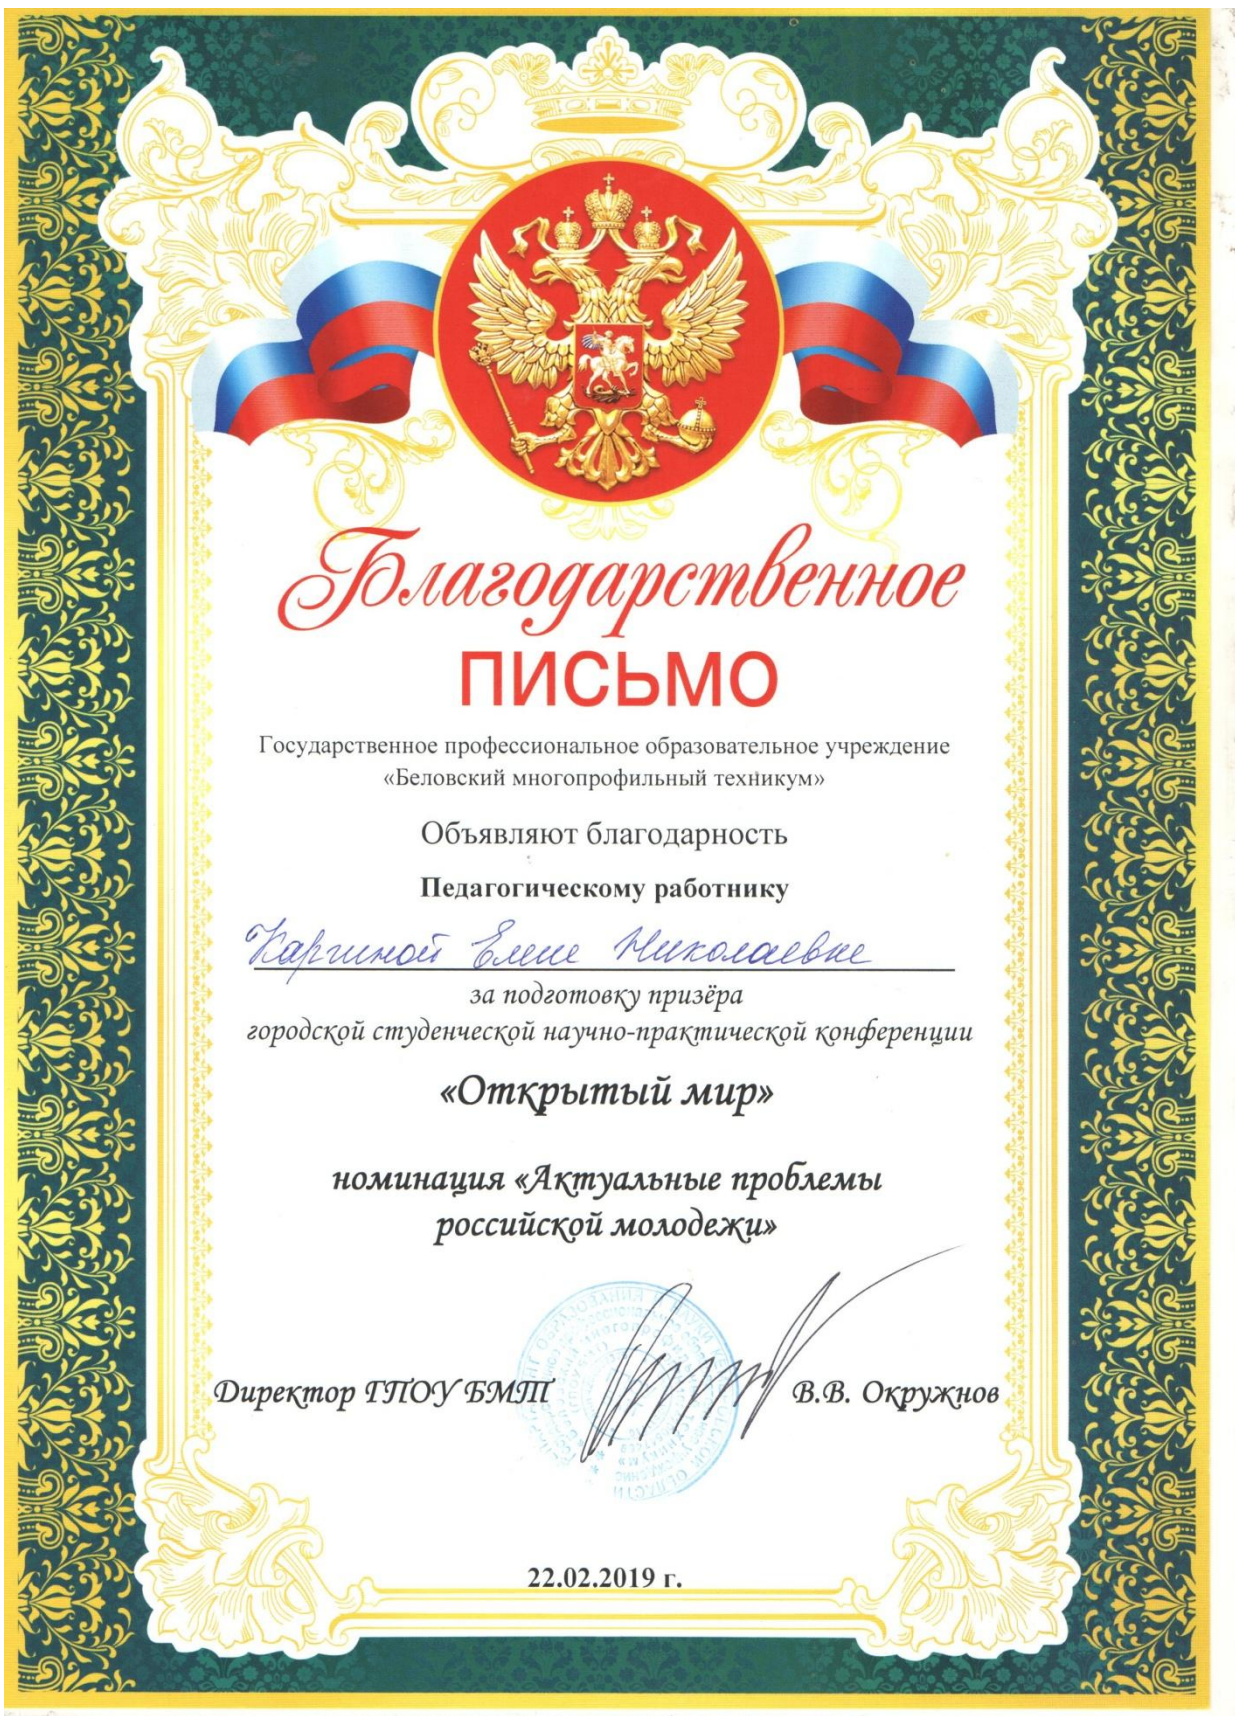 Благодарственное
ПИСЬМО
Государственное профессиональное образовательное учреждение
«Беловский многопрофильный техникум»
Объявляют благодарность
Педагогическому работнику
Каргиной Елене Николаевне
за подготовку призёра
городской студенческой научно-практической конференции
«Открытый мир»
номинация «Актуальные проблемы
российской молодежи»
Директор ГПОУ БМТ В.В. Окружнов
22.02.2019 г.